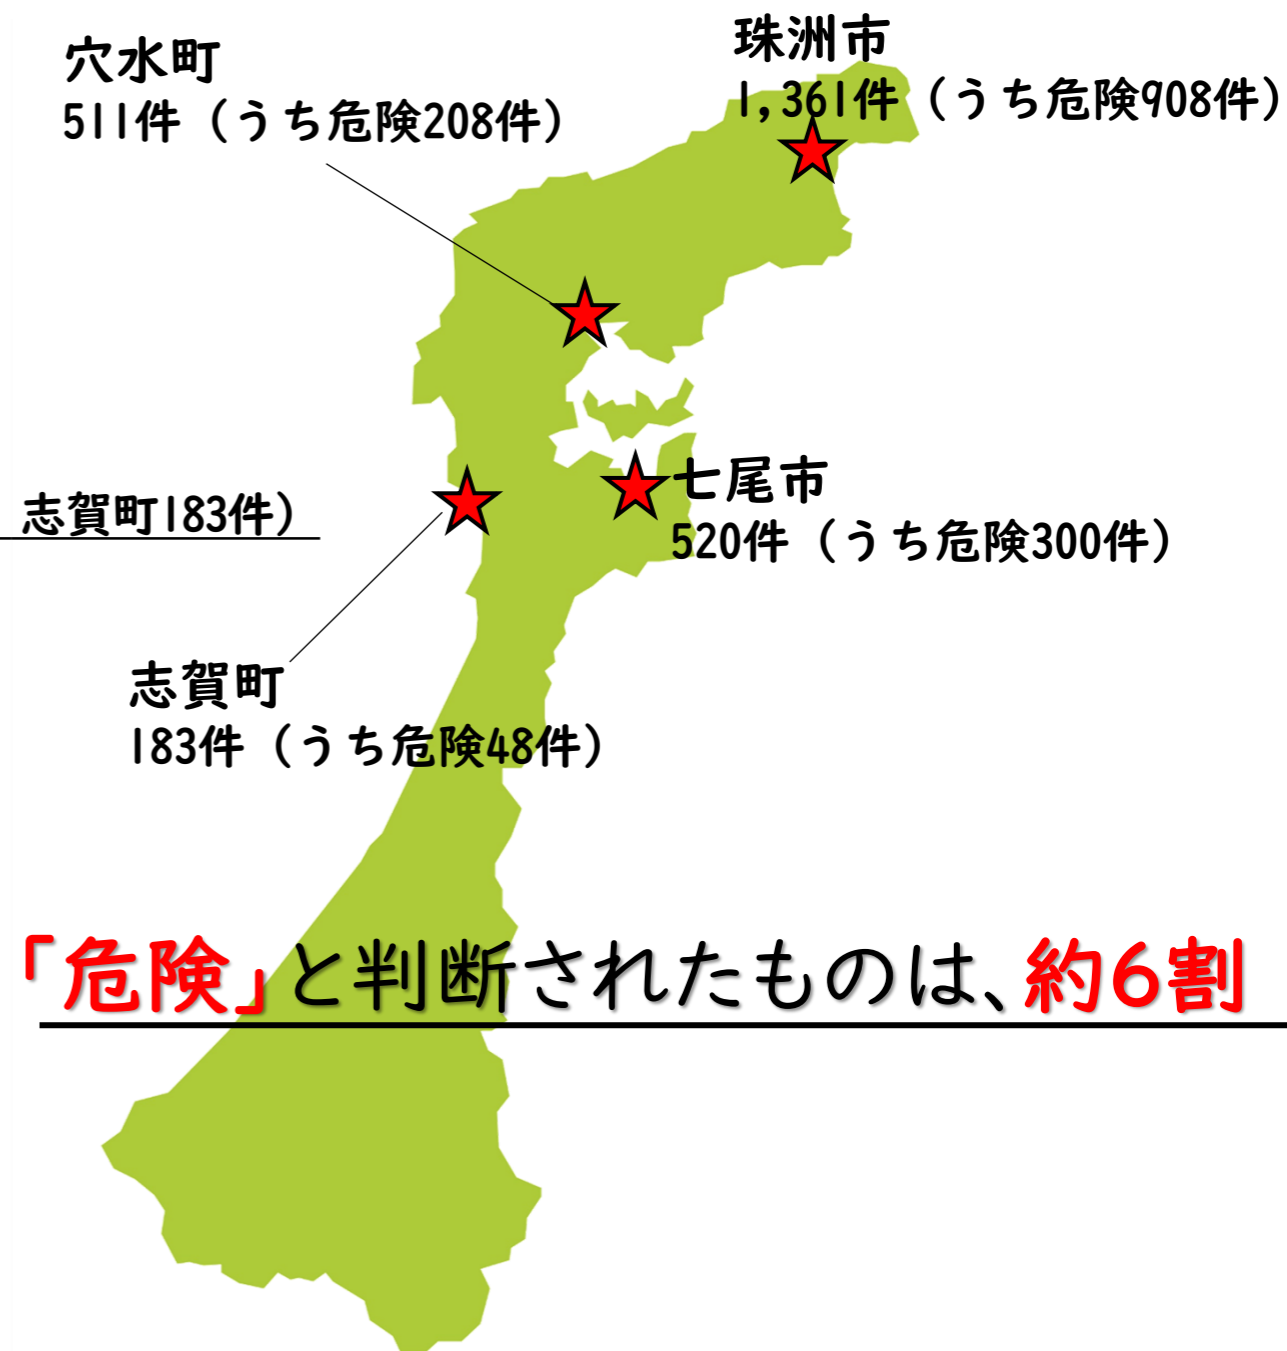 穴水町
511件（うち危険208件）
珠洲市
1,361件（うち危険908件）
志賀町183件）
七尾市
520件（うち危険300件）
志賀町
183件（うち危険48件）
「危険」と判断されたものは、約6割